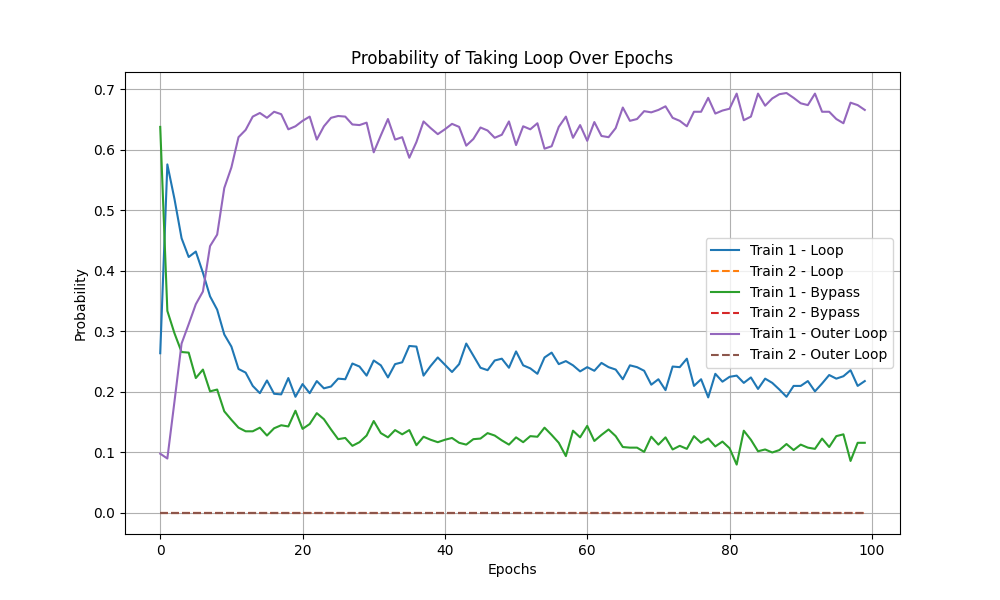 Probability of Taking Loop Over Epochs
Probability
0.7
0.6
0.5
0.4
0.3
0.2
0.1
0.0
Train 1 - Loop
Train 2 - Loop
Train 1 - Bypass
Train 2 - Bypass
Train 1 - Outer Loop
Train 2 - Outer Loop
0 20 40 60 80 100
Epochs